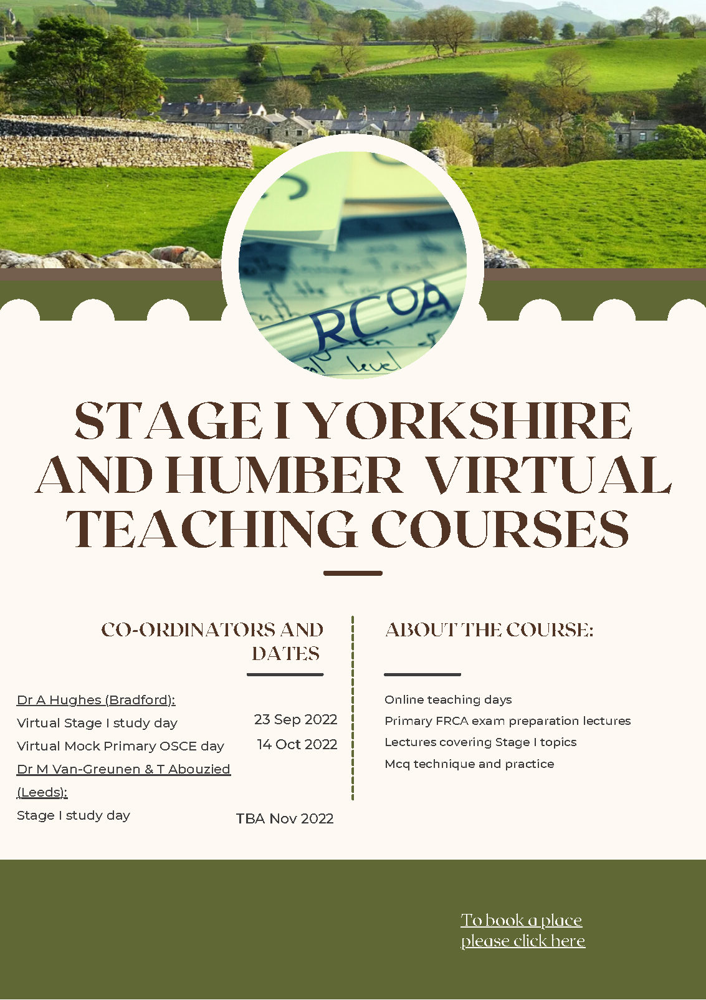 RCOA
level
STAGE I YORKSHIRE
AND HUMBER VIRTUAL
TEACHING COURSES
CO-ORDINATORS AND
DATES
Dr A Hughes (Bradford):
Virtual Stage I study day
23 Sep 2022
Virtual Mock Primary OSCE day
14 Oct 2022
Dr M Van-Greunen & T Abouzied
(Leeds):
Stage I study day
TBA Nov 2022
ABOUT THE COURSE:
Online teaching days
Primary FRCA exam preparation lectures
Lectures covering Stage I topics
Mcq technique and practice
To book a place
please click here